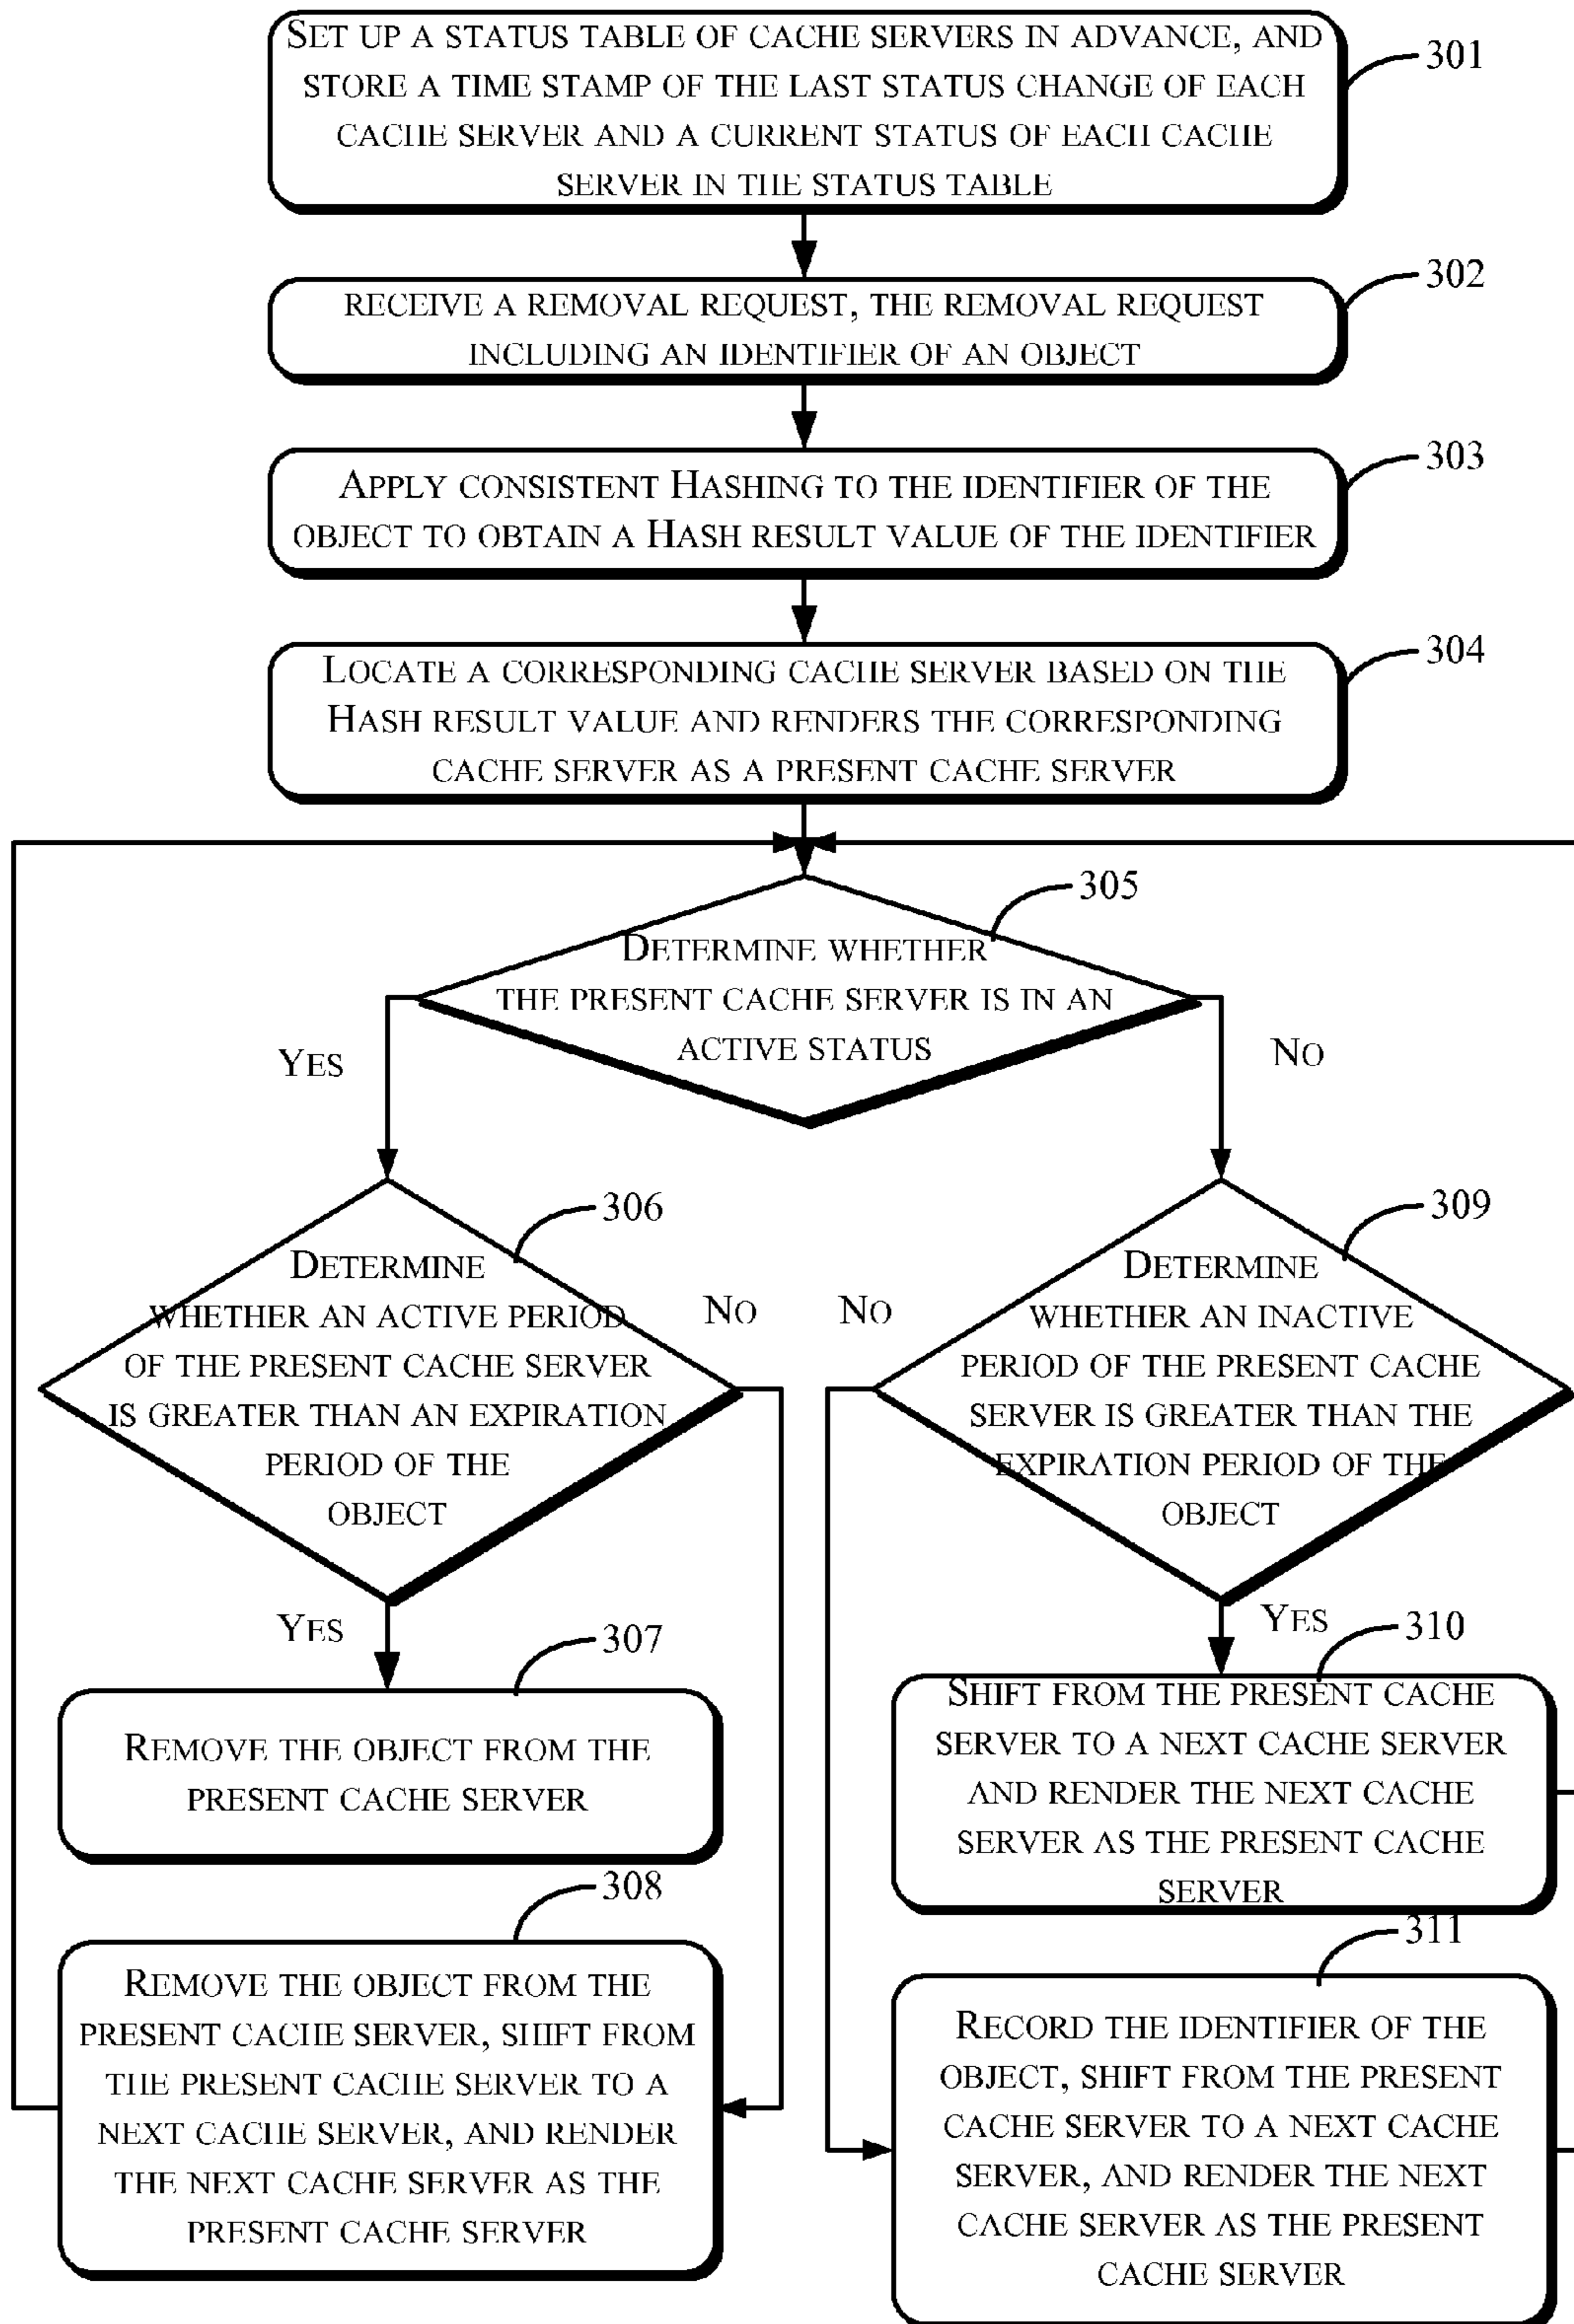 SET UP A STATUS TABLE OF CACHE SERVERS IN ADVANCE, AND
STORE A TIME STAMP OF THE LAST STATUS CHANGE OF EACH
CACHE SERVER AND A CURRENT STATUS OF EACH CACHE
SERVER IN THE STATUS TABLE
301
RECEIVE A REMOVAL REQUEST, THE REMOVAL REQUEST
INCLUDING AN IDENTIFIER OF AN OBJECT
302
APPLY CONSISTENT HASHING TO THE IDENTIFIER OF THE
OBJECT TO OBTAIN A HASH RESULT VALUE OF THE IDENTIFIER
303
LOCATE A CORRESPONDING CACHE SERVER BASED ON THE
HASH RESULT VALUE AND RENDERS THE CORRESPONDING
CACHE SERVER AS A PRESENT CACHE SERVER
304
305
DETERMINE WHETHER
THE PRESENT CACHE SERVER IS IN AN
ACTIVE STATUS
YES
NO
306
DETERMINE
WHETHER AN ACTIVE PERIOD
OF THE PRESENT CACHE SERVER
IS GREATER THAN AN EXPIRATION
PERIOD OF THE
OBJECT
NO
YES
307
REMOVE THE OBJECT FROM THE
PRESENT CACHE SERVER
308
REMOVE THE OBJECT FROM THE
PRESENT CACHE SERVER, SHIFT FROM
THE PRESENT CACHE SERVER TO A
NEXT CACHE SERVER, AND RENDER
THE NEXT CACHE SERVER AS THE
PRESENT CACHE SERVER
309
DETERMINE
WHETHER AN INACTIVE
PERIOD OF THE PRESENT CACHE
SERVER IS GREATER THAN THE
EXPIRATION PERIOD OF THE
OBJECT
NO
YES
310
SHIFT FROM THE PRESENT CACHE
SERVER TO A NEXT CACHE SERVER
AND RENDER THE NEXT CACHE
SERVER AS THE PRESENT CACHE
SERVER
311
RECORD THE IDENTIFIER OF THE
OBJECT, SHIFT FROM THE PRESENT
CACHE SERVER TO A NEXT CACHE
SERVER, AND RENDER THE NEXT
CACHE SERVER AS THE PRESENT
CACHE SERVER